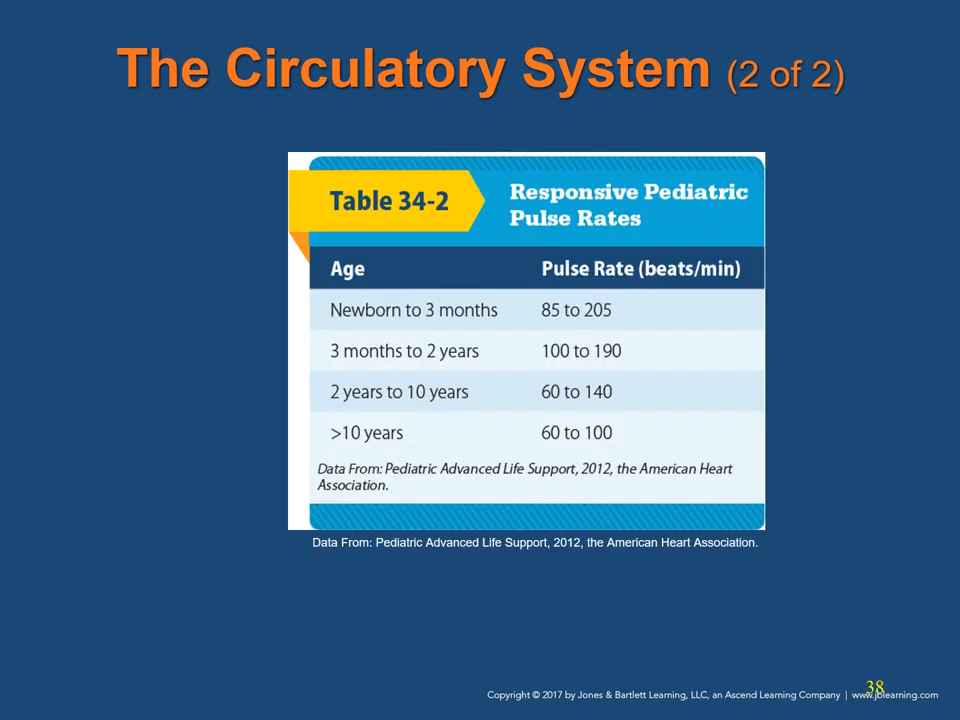 The Circulatory System (2 of 2)
Table 34-2
Responsive Pediatric
Pulse Rates
Age Pulse Rate (beats/min)
Newborn to 3 months 85 to 205
3 months to 2 years 100 to 190
2 years to 10 years 60 to 140
>10 years 60 to 100
Data From: Pediatric Advanced Life Support, 2012, the American Heart
Association.
Data From: Pediatric Advanced Life Support, 2012, the American Heart Association.
38
Copyright © 2017 by Jones & Bartlett Learning, LLC, an Ascend Learning Company | www.jblearning.com